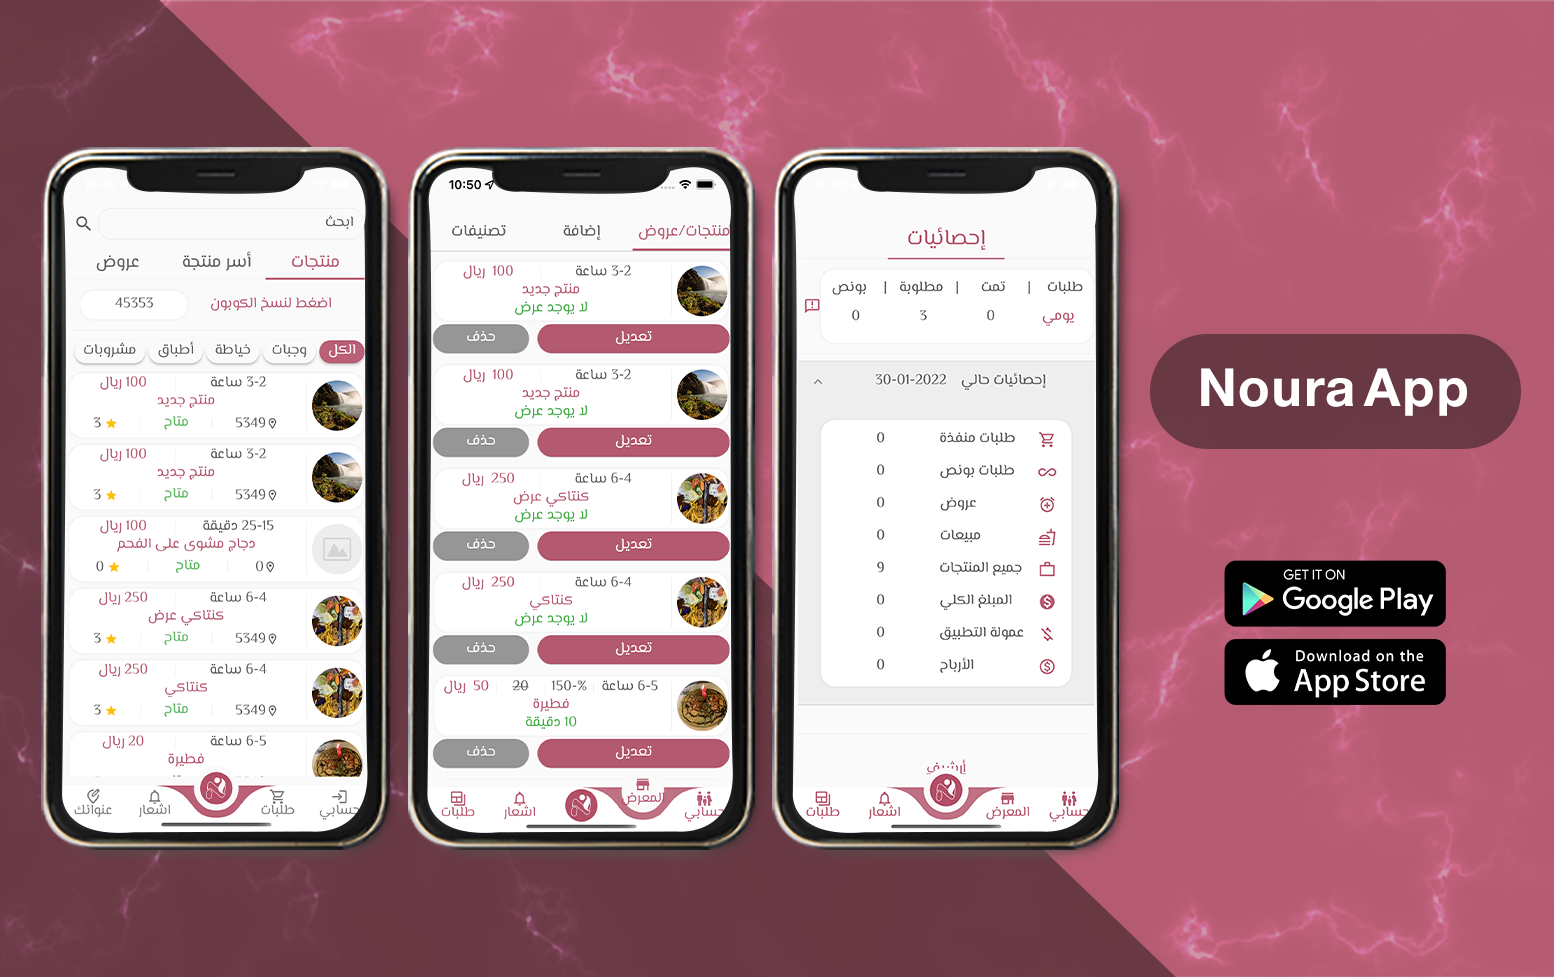 ابحث
منتجات أسر منتجة عروض
اضغط لنسخ الكوبون 45353
الكل وجبات خياطة أطباق مشروبات
2-3 ساعة 100 ريال
منتج جديد
5349 متاح 3
2-3 ساعة 100 ريال
منتج جديد
5349 متاح 3
15-25 دقيقة 100 ريال
دجاج مشوى على الفحم
0 متاح 0
4-6 ساعة 250 ريال
كنتاكي عرض
5349 متاح 3
4-6 ساعة 250 ريال
كنتاكي
5349 متاح 3
5-6 ساعة 20 ريال
فطيرة
حسابي طلبات اشعار عنوانك
10:50
منتجات/عروض إضافة تصنيفات
2-3 ساعة 100 ريال
منتج جديد
لا يوجد عرض
تعديل حذف
2-3 ساعة 100 ريال
منتج جديد
لا يوجد عرض
تعديل حذف
4-6 ساعة 250 ريال
كنتاكي عرض
لا يوجد عرض
تعديل حذف
4-6 ساعة 250 ريال
كنتاكي
لا يوجد عرض
تعديل حذف
5-6 ساعة 150-% 20 50 ريال
فطيرة
10 دقيقة
تعديل حذف
حسابي المعرض اشعار طلبات
إحصائيات
طلبات | تمت | مطلوبة | بونص
يومي 0 3 0
إحصائيات حالي 30-01-2022
طلبات منفذة 0
طلبات بونص 0
عروض 0
مبيعات 0
جميع المنتجات 9
المبلغ الكلي 0
عمولة التطبيق 0
الأرباح 0
أرشيف
حسابي المعرض اشعار طلبات
Noura App
GET IT ON
Google Play
Download on the
App Store